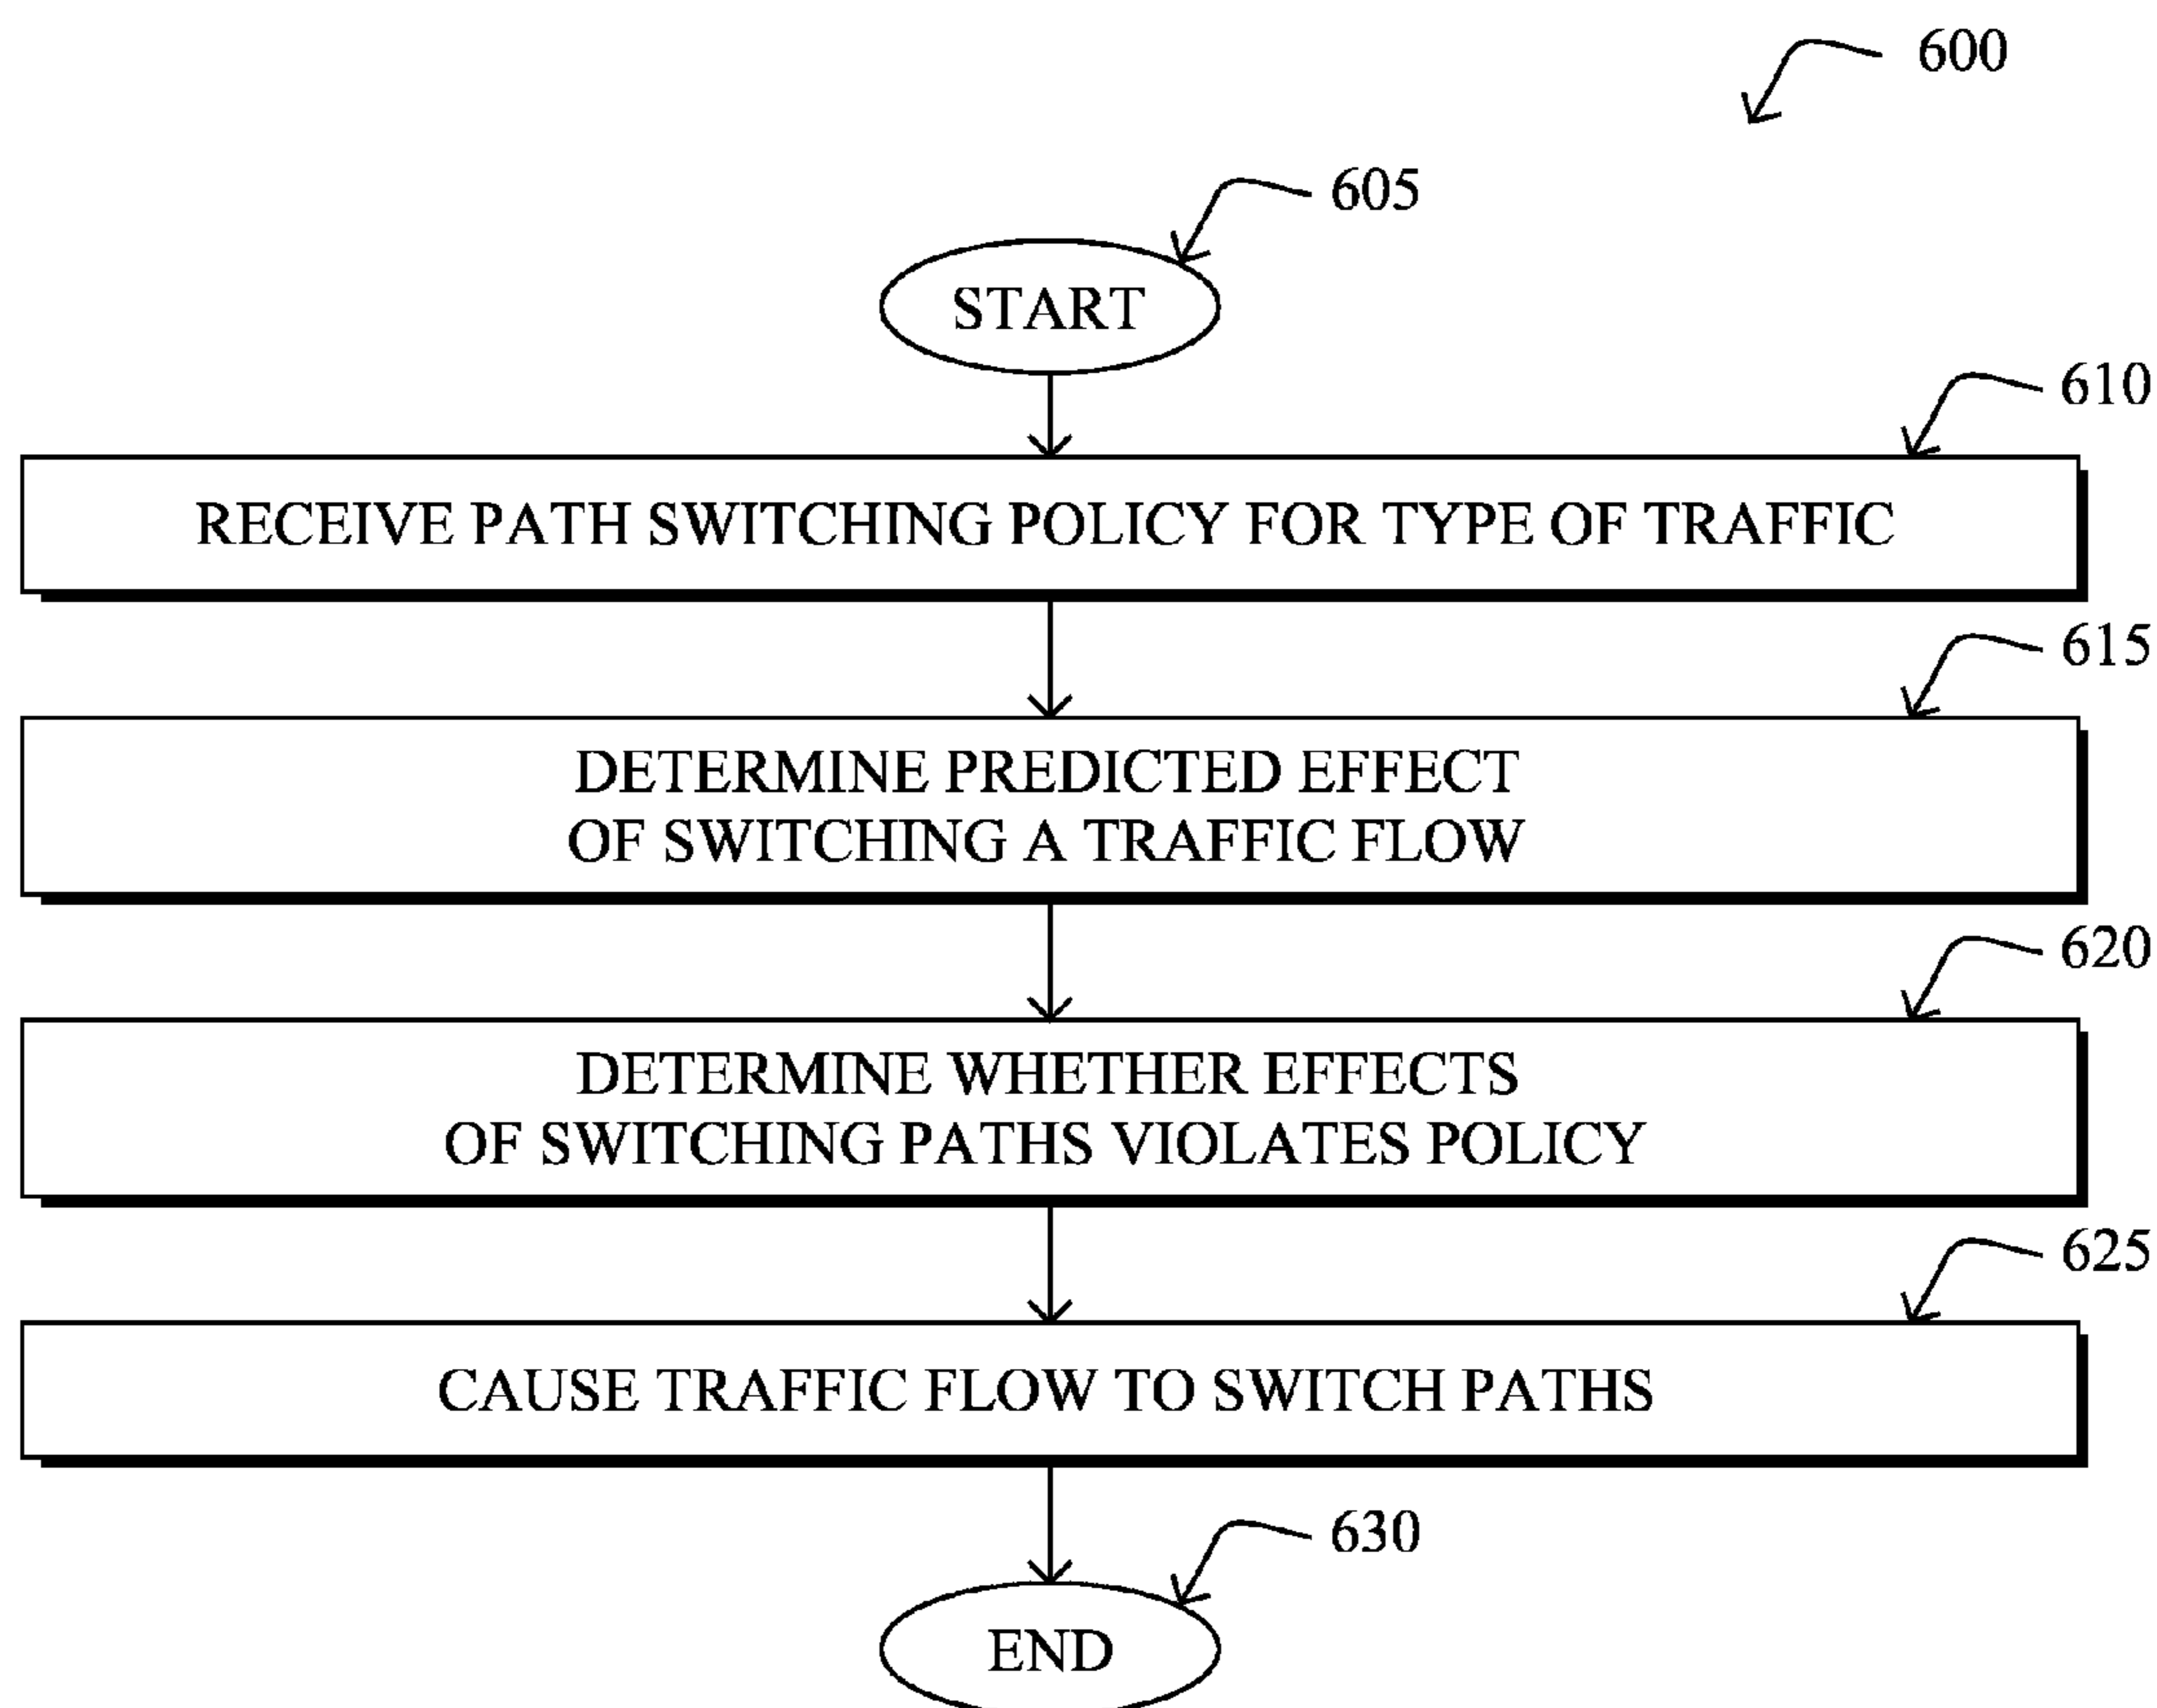 600
605
START
610
RECEIVE PATH SWITCHING POLICY FOR TYPE OF TRAFFIC
615
DETERMINE PREDICTED EFFECT
OF SWITCHING A TRAFFIC FLOW
620
DETERMINE WHETHER EFFECTS
OF SWITCHING PATHS VIOLATES POLICY
625
CAUSE TRAFFIC FLOW TO SWITCH PATHS
630
END